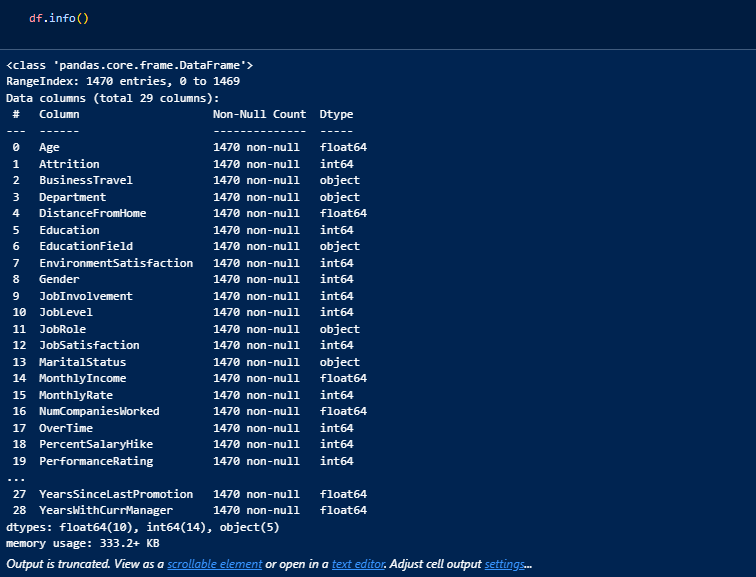 df.info()
<class 'pandas.core.frame.DataFrame'>
RangeIndex: 1470 entries, 0 to 1469
Data columns (total 29 columns):
 #   Column                    Non-Null Count  Dtype
---  ------                    --------------  -----
 0   Age                       1470 non-null   float64
 1   Attrition                 1470 non-null   int64
 2   BusinessTravel            1470 non-null   object
 3   Department                1470 non-null   object
 4   DistanceFromHome          1470 non-null   float64
 5   Education                 1470 non-null   int64
 6   EducationField            1470 non-null   object
 7   EnvironmentSatisfaction   1470 non-null   int64
 8   Gender                    1470 non-null   int64
 9   JobInvolvement            1470 non-null   int64
 10  JobLevel                  1470 non-null   int64
 11  JobRole                   1470 non-null   object
 12  JobSatisfaction           1470 non-null   int64
 13  MaritalStatus             1470 non-null   object
 14  MonthlyIncome             1470 non-null   float64
 15  MonthlyRate               1470 non-null   int64
 16  NumCompaniesWorked        1470 non-null   float64
 17  OverTime                  1470 non-null   int64
 18  PercentSalaryHike         1470 non-null   int64
 19  PerformanceRating         1470 non-null   int64
...
 27  YearsSinceLastPromotion   1470 non-null   float64
 28  YearsWithCurrManager      1470 non-null   float64
dtypes: float64(10), int64(14), object(5)
memory usage: 333.2+ KB
Output is truncated. View as a scrollable element or open in a text editor. Adjust cell output settings...